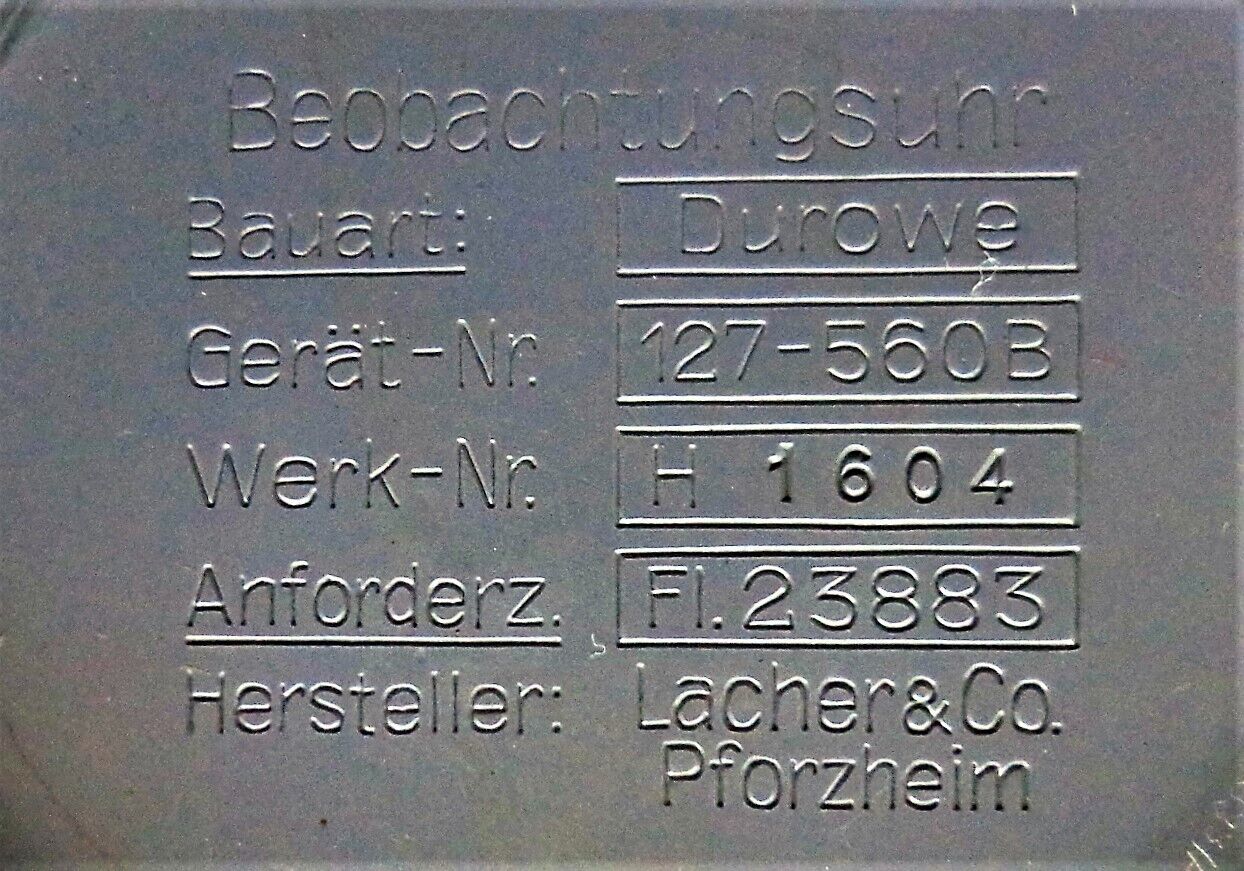 Beobachtungsuhr
Bauart: Durowe
Gerät-Nr. 127-560B
Werk-Nr. H 1604
Anforderz. Fl. 23883
Hersteller: Lacher & Co.
Pforzheim